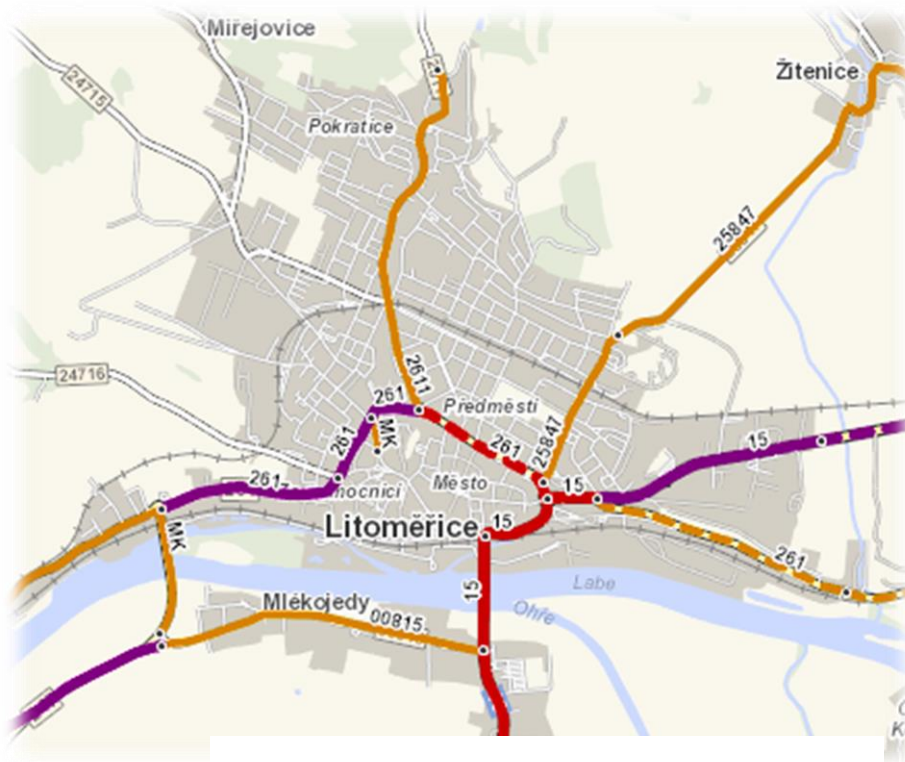 Miřejovice
24715
Žitenice
Pokratice
25847
24716
2611
261
Předměstí
MK
261
261
25847
15
261
Město
15
mocnicí
Litoměřice
15
MK
261
Labe
15
Mlékojedy
00815
Ohře